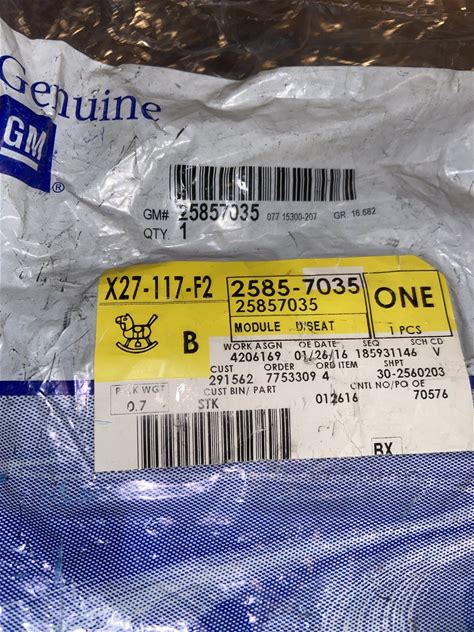 Genuine
GM
®
GM# 25857035 077 15300-207 GR. 16.682
QTY 1
X27-117-F2 2585-7035 ONE
25857035
B MODULE D/SEAT 1 PCS
WORK ASGN OE DATE SEQ SCH CD
4206169 01/26/16 185931146 V
CUST ORDER ORD ITEM SHPT
291562 7753309 4 30-2560203
PICK WGT CUST BIN/ PART CNTL NO/PO OE
0.7 STK 012616 70576
BX